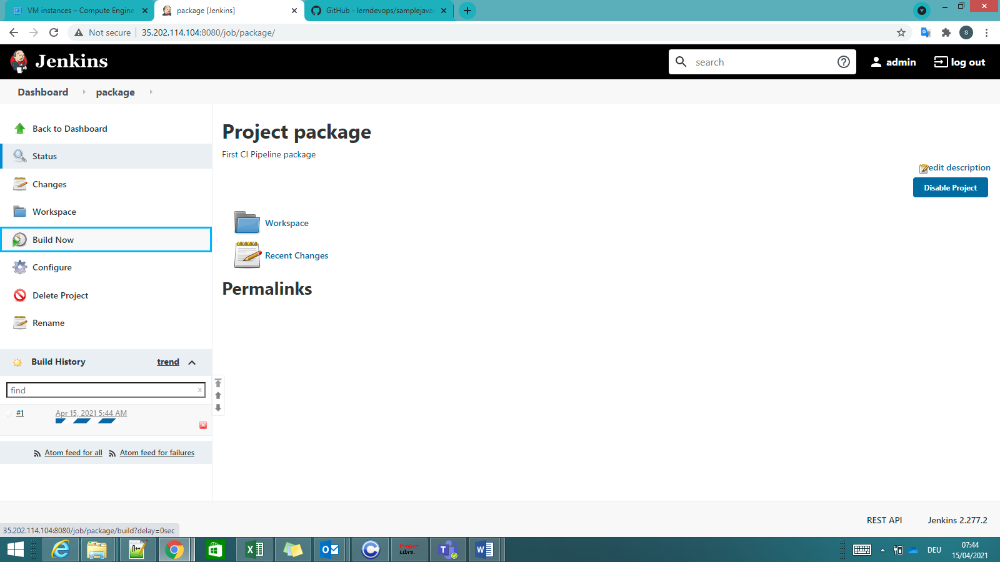 VM instances – Compute Engine
package [Jenkins]
GitHub - lerndevops/samplejava
Not secure
35.202.114.104:8080/job/package/
S
Jenkins
search
admin
log out
Dashboard
package
Back to Dashboard
Status
Changes
Workspace
Build Now
Configure
Delete Project
Rename
Project package
First CI Pipeline package
edit description
Disable Project
Workspace
Recent Changes
Permalinks
Build History
trend
find
x
#1
Apr 15, 2021 5:44 AM
Atom feed for all
Atom feed for failures
REST API
Jenkins 2.277.2
35.202.114.104:8080/job/package/build?delay=0sec
Project
Libre
DEU
07:44
15/04/2021